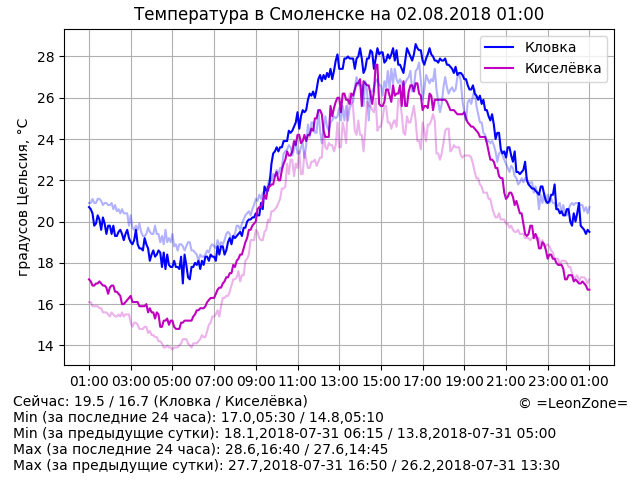 Температура в Смоленске на 02.08.2018 01:00
Кловка
Киселёвка
градусов Цельсия, °C
28
26
24
22
20
18
16
14
01:00 03:00 05:00 07:00 09:00 11:00 13:00 15:00 17:00 19:00 21:00 23:00 01:00
Сейчас: 19.5 / 16.7 (Кловка / Киселёвка)
© =LeonZone=
Min (за последние 24 часа): 17.0,05:30 / 14.8,05:10
Min (за предыдущие сутки): 18.1,2018-07-31 06:15 / 13.8,2018-07-31 05:00
Max (за последние 24 часа): 28.6,16:40 / 27.6,14:45
Max (за предыдущие сутки): 27.7,2018-07-31 16:50 / 26.2,2018-07-31 13:30